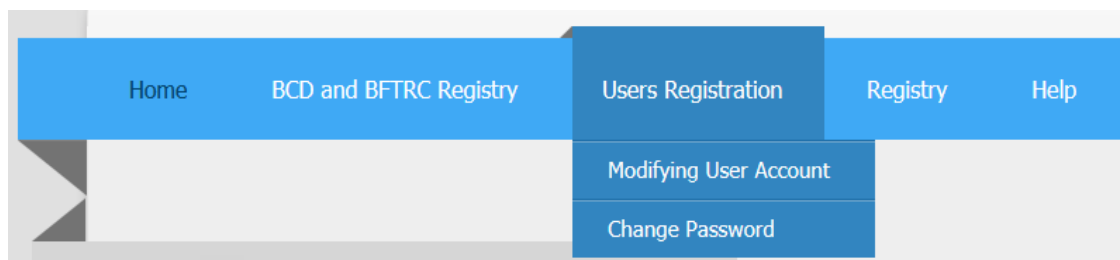 Home BCD and BFTRC Registry Users Registration Registry Help
Modifying User Account
Change Password